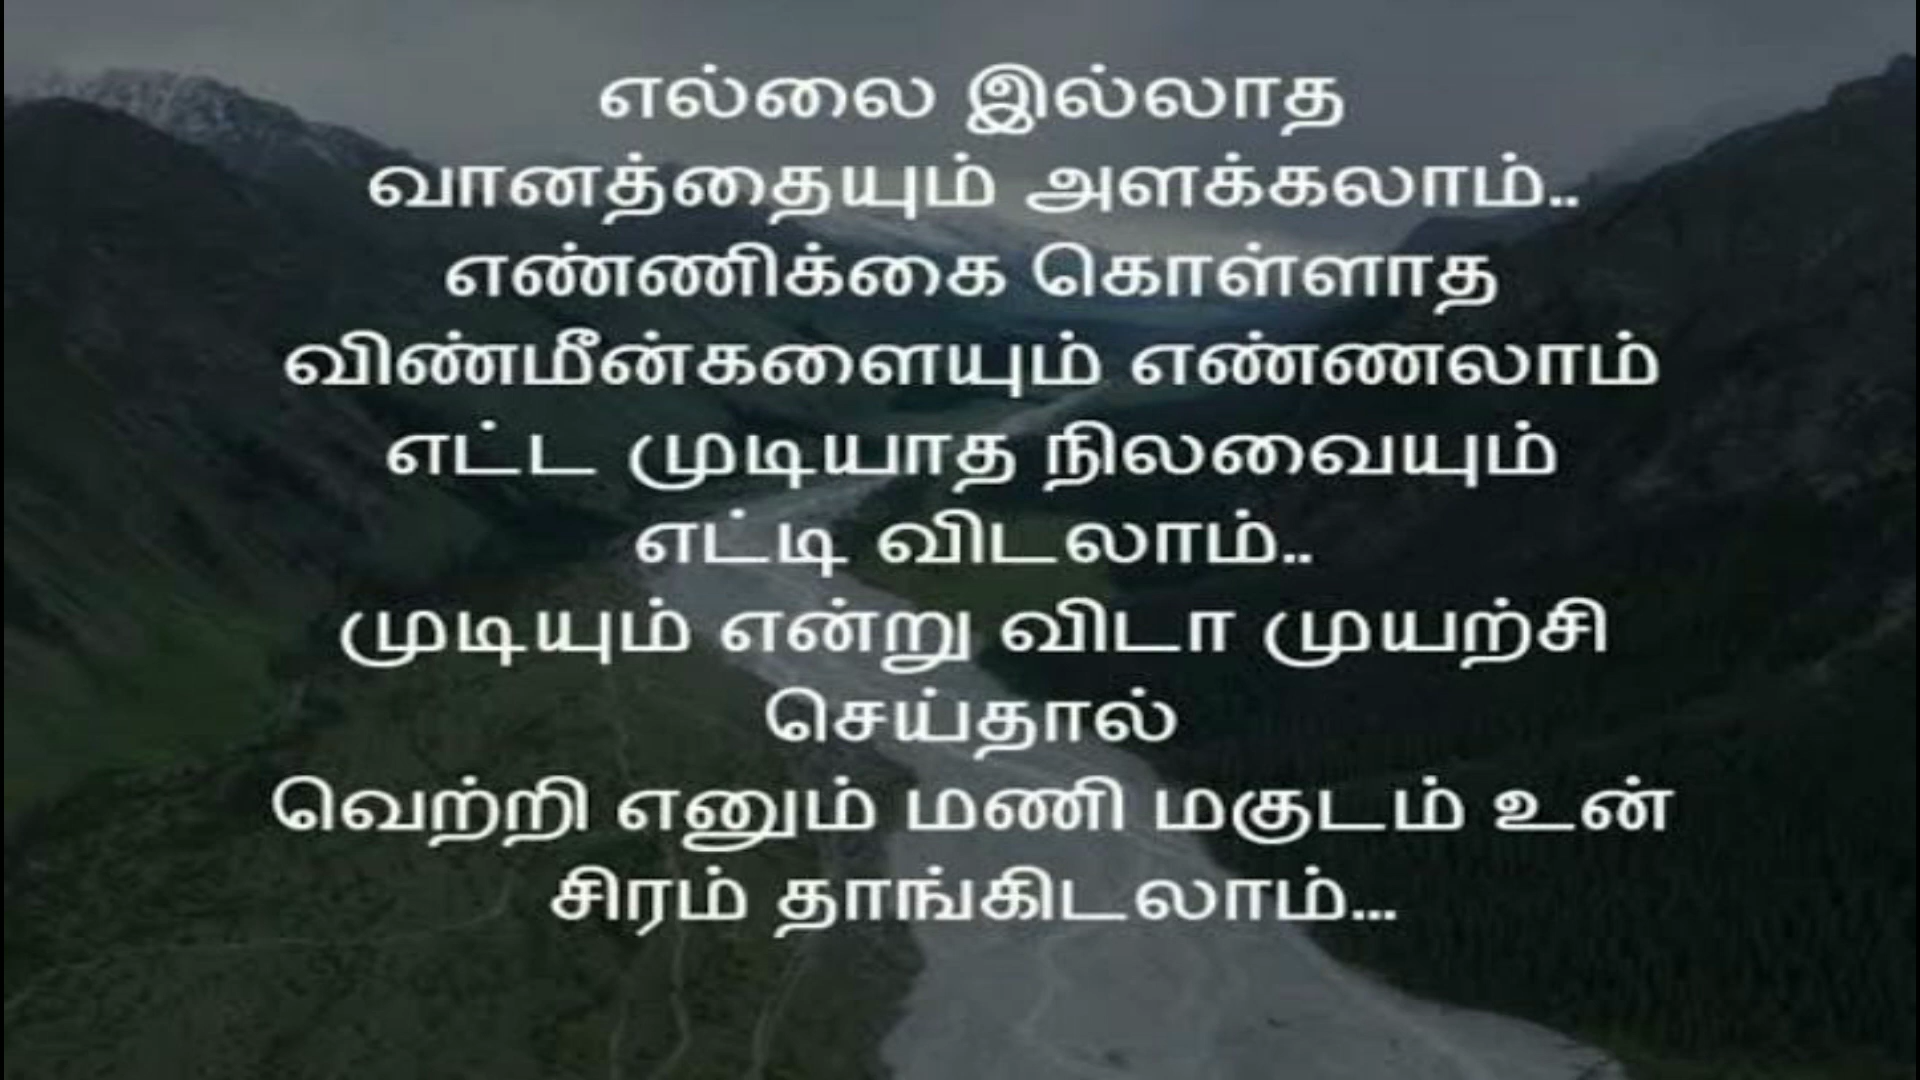 எல்லை இல்லாத
வானத்தையும் அளக்கலாம்..
எண்ணிக்கை கொள்ளாத
விண்மீன்களையும் எண்ணலாம்
எட்ட முடியாத நிலவையும்
எட்டி விடலாம்..
முடியும் என்று விடா முயற்சி
செய்தால்
வெற்றி எனும் மணி மகுடம் உன்
சிரம் தாங்கிடலாம்...